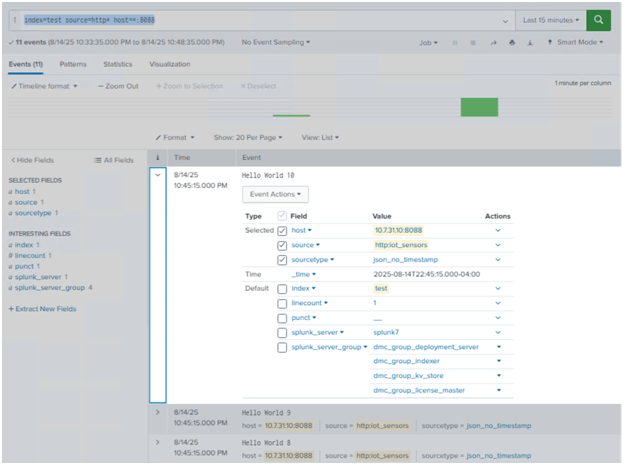 1 index=test source=http* host=*:8088 Last 15 minutes
11 events (8/14/25 10:33:35.000 PM to 8/14/25 10:48:35.000 PM) No Event Sampling Job Smart Mode
Events (11) Patterns Statistics Visualization
Timeline format − Zoom Out + Zoom to Selection × Deselect 1 minute per column
Format Show: 20 Per Page View: List
< Hide Fields All Fields i Time Event
SELECTED FIELDS
a host 1
a source 1
a sourcetype 1
INTERESTING FIELDS
a index 1
# linecount 1
a punct 1
a splunk_server 1
a splunk_server_group 4
+ Extract New Fields
8/14/25 Hello World 10
10:45:15.000 PM
Event Actions
Type Field Value Actions
Selected host 10.7.31.10:8088
source http:iot_sensors
sourcetype json_no_timestamp
Time _time 2025-08-14T22:45:15.000-04:00
Default index test
linecount 1
punct __
splunk_server splunk7
splunk_server_group dmc_group_deployment_server
dmc_group_indexer
dmc_group_kv_store
dmc_group_license_master
8/14/25 Hello World 9
10:45:15.000 PM host = 10.7.31.10:8088 source = http:iot_sensors sourcetype = json_no_timestamp
8/14/25 Hello World 8
10:45:15.000 PM host = 10.7.31.10:8088 source = http:iot_sensors sourcetype = json_no_timestamp